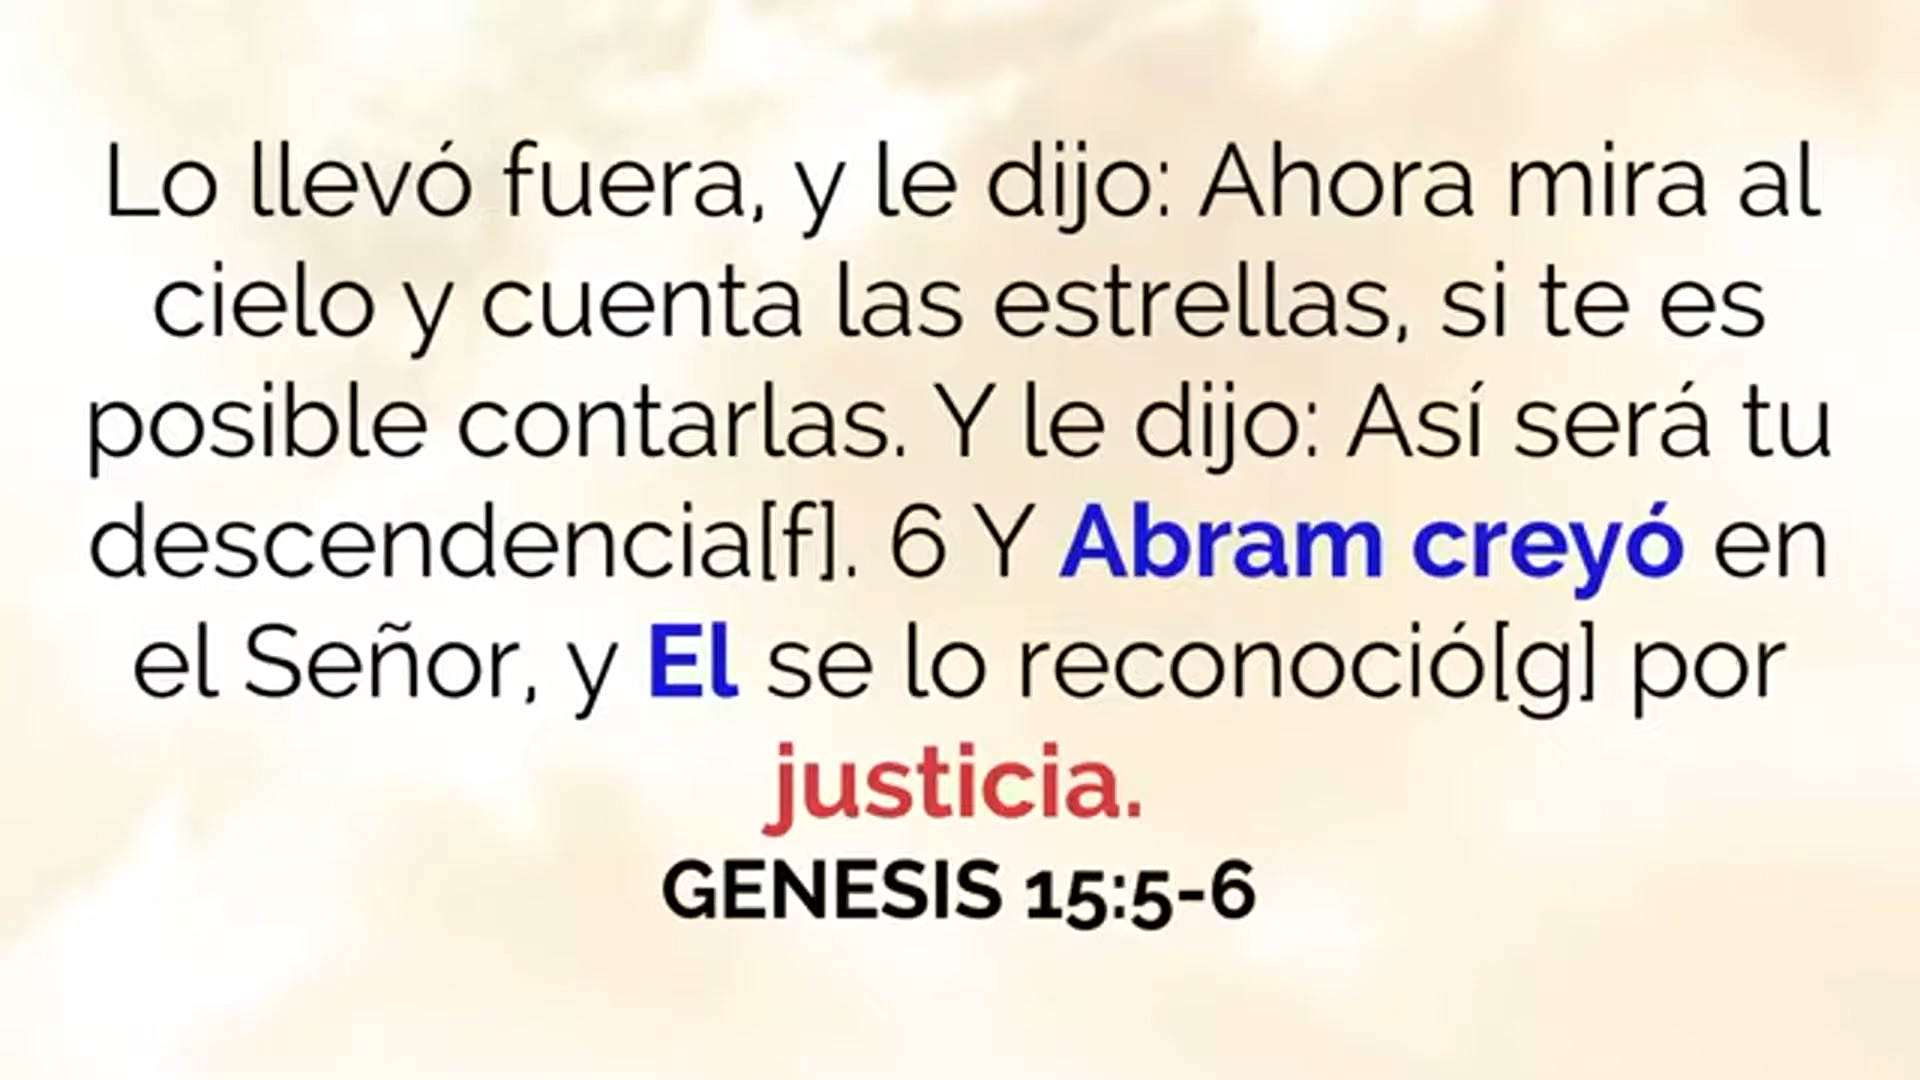 Lo llevó fuera, y le dijo: Ahora mira al
cielo y cuenta las estrellas, si te es
posible contarlas. Y le dijo: Así será tu
descendencia[f]. 6 Y Abram creyó en
el Señor, y El se lo reconoció[g] por
justicia.
GENESIS 15:5-6